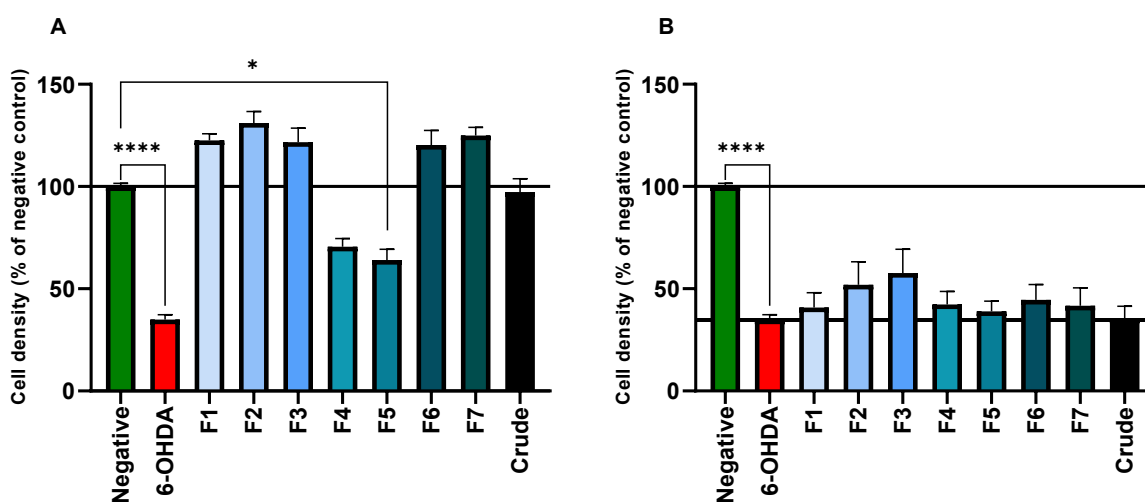 A
Cell density (% of negative control)
150
100
50
0
*
****
Negative
6-OHDA
F1
F2
F3
F4
F5
F6
F7
Crude
B
Cell density (% of negative control)
150
100
50
0
****
Negative
6-OHDA
F1
F2
F3
F4
F5
F6
F7
Crude